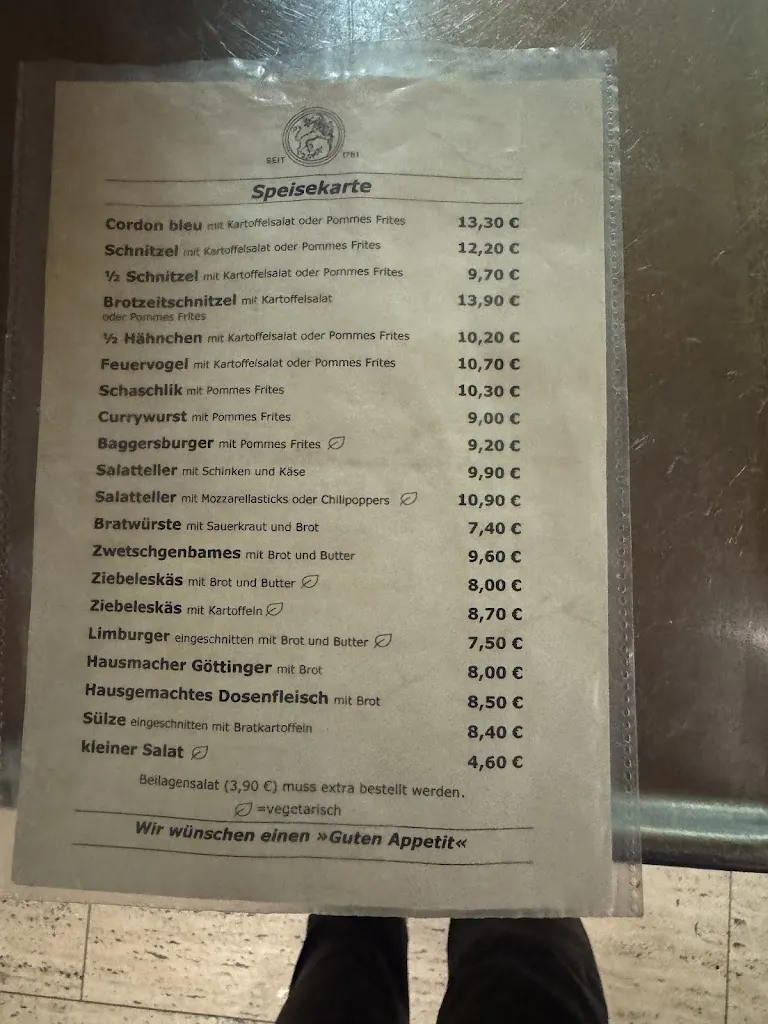 SEIT 1761
Speisekarte
Cordon bleu mit Kartoffelsalat oder Pommes Frites 13,30 €
Schnitzel mit Kartoffelsalat oder Pommes Frites 12,20 €
½ Schnitzel mit Kartoffelsalat oder Pommes Frites 9,70 €
Brotzeitschnitzel mit Kartoffelsalat 13,90 €
oder Pommes Frites
½ Hähnchen mit Kartoffelsalat oder Pommes Frites 10,20 €
Feuervogel mit Kartoffelsalat oder Pommes Frites 10,70 €
Schaschlik mit Pommes Frites 10,30 €
Currywurst mit Pommes Frites 9,00 €
Baggersburger mit Pommes Frites 9,20 €
Salatteller mit Schinken und Käse 9,90 €
Salatteller mit Mozzarellasticks oder Chilipoppers 10,90 €
Bratwürste mit Sauerkraut und Brot 7,40 €
Zwetschgenbames mit Brot und Butter 9,60 €
Ziebeleskäs mit Brot und Butter 8,00 €
Ziebeleskäs mit Kartoffeln 8,70 €
Limburger eingeschnitten mit Brot und Butter 7,50 €
Hausmacher Göttinger mit Brot 8,00 €
Hausgemachtes Dosenfleisch mit Brot 8,50 €
Sülze eingeschnitten mit Bratkartoffeln 8,40 €
kleiner Salat 4,60 €
Beilagensalat (3,90 €) muss extra bestellt werden.
=vegetarisch
Wir wünschen einen »Guten Appetit«